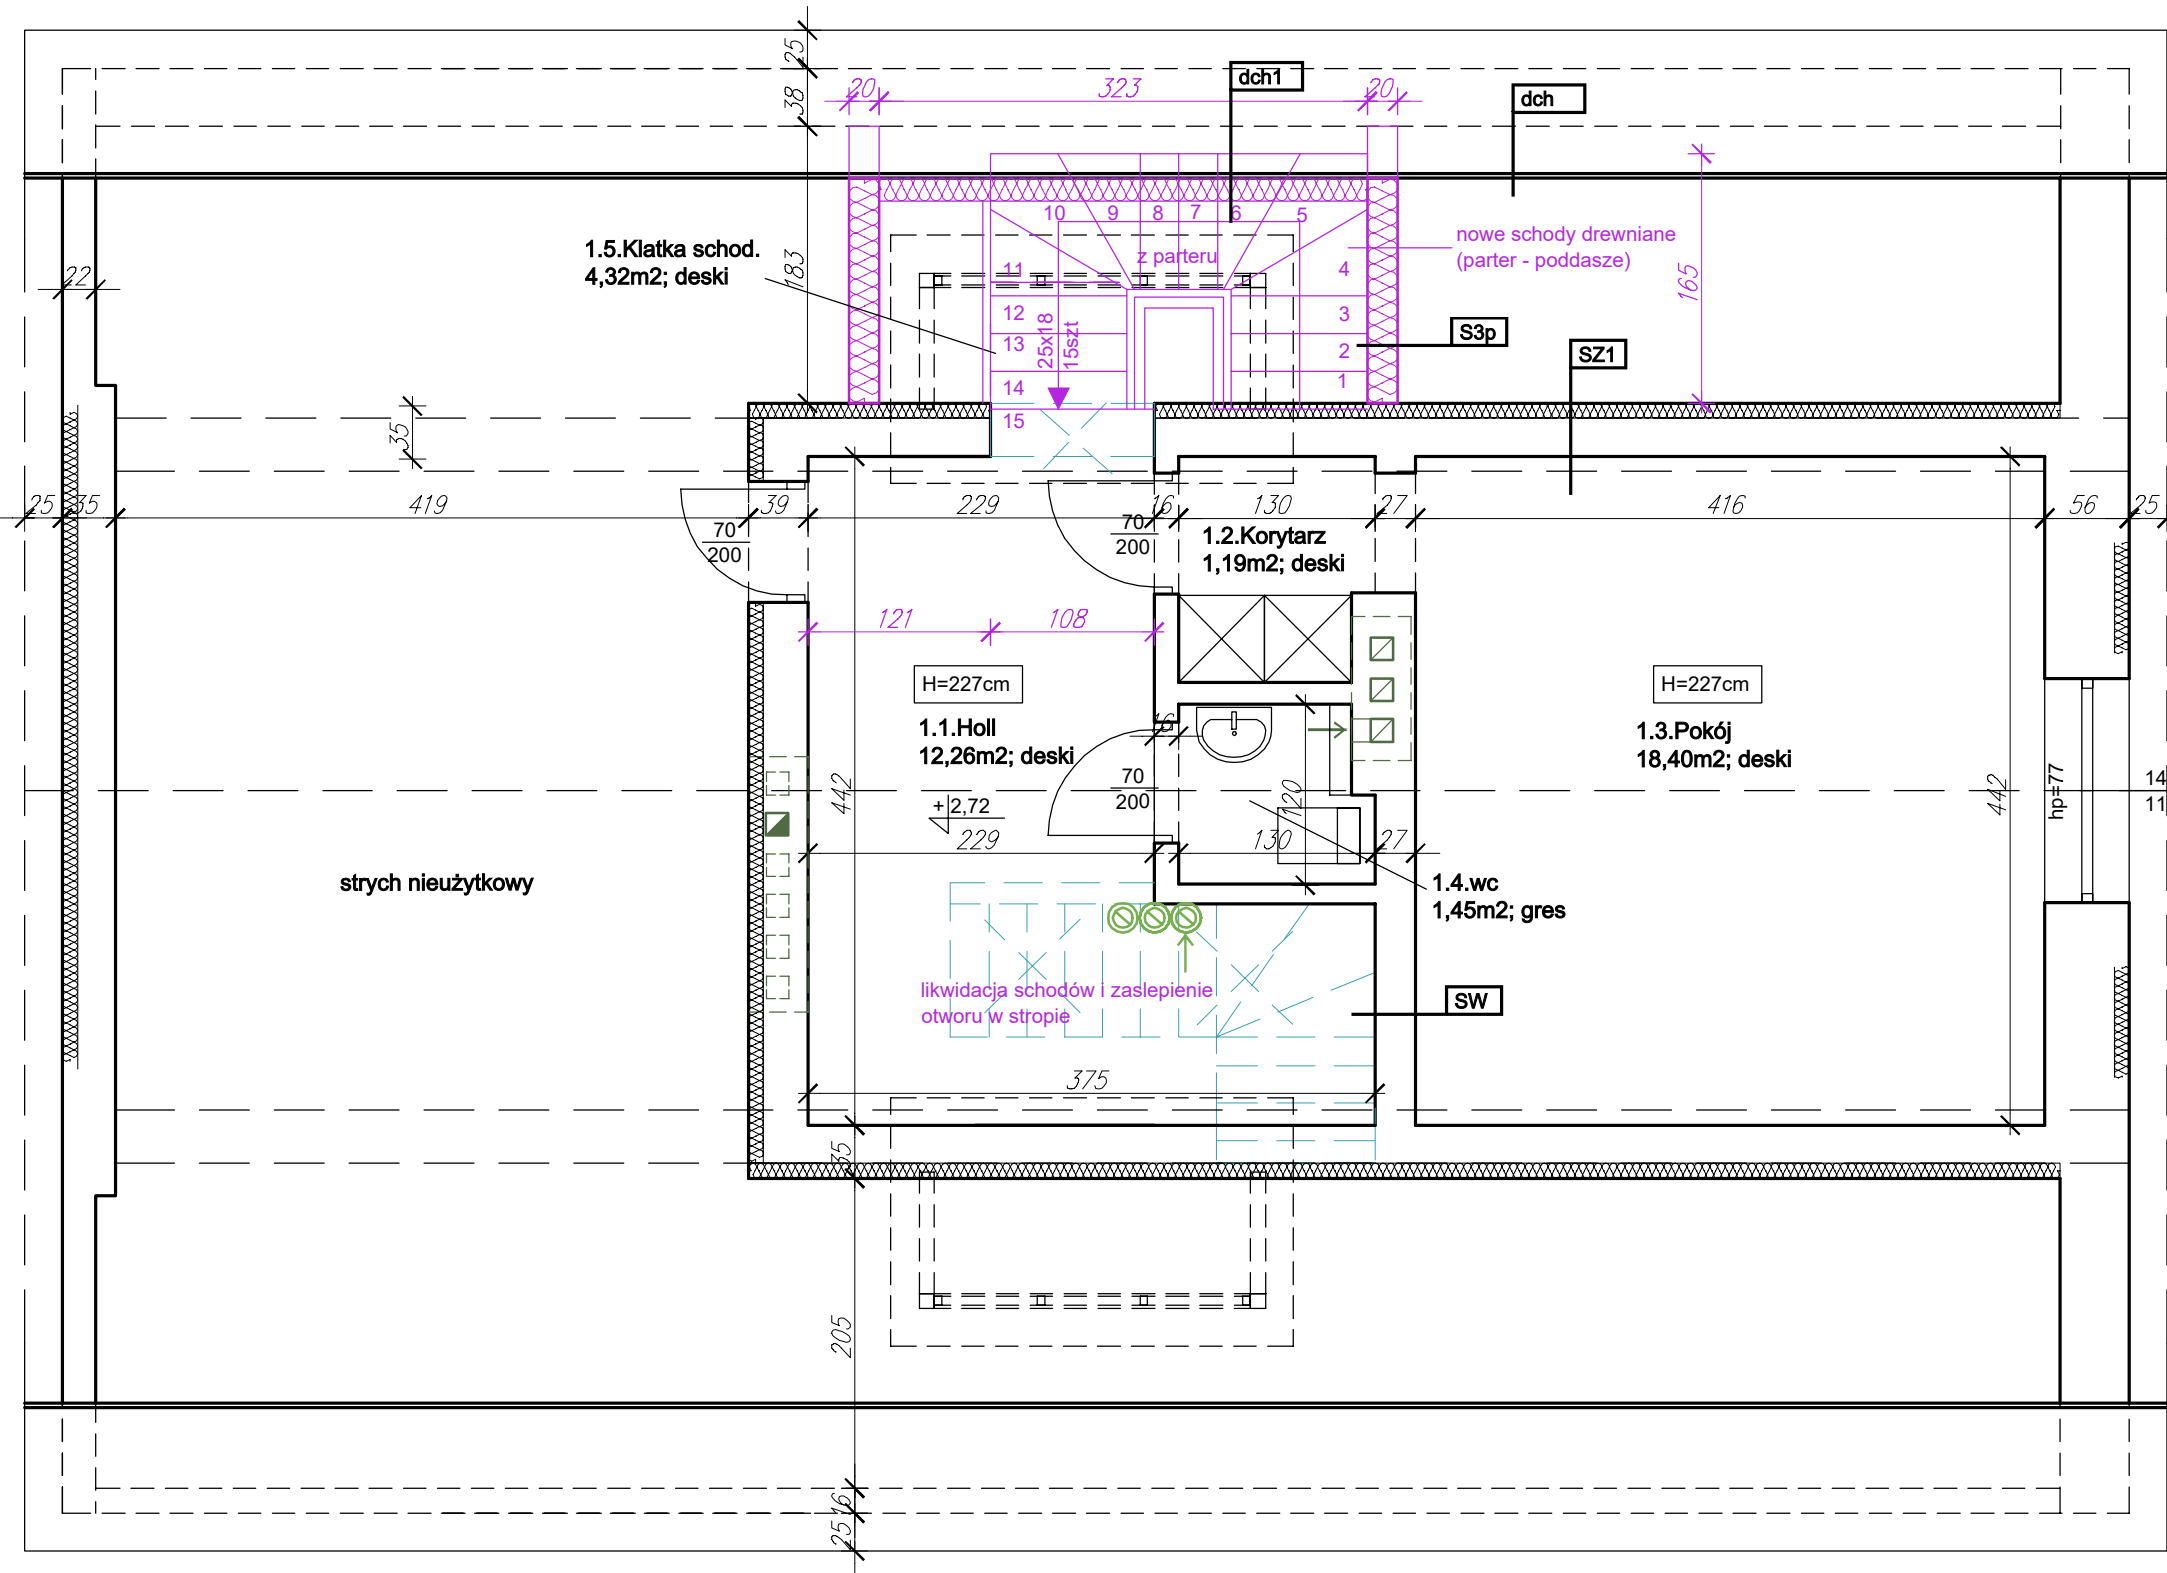 25
38
20
323
20
dch1
dch
10
9
8
7
6
5
nowe schody drewniane
(parter - poddasze)
1.5.Klatka schod.
4,32m2; deski
z parteru
183
22
11
4
165
12
3
13
2
25x18
15szt
S3p
SZ1
14
1
15
35
25
35
419
39
229
16
130
27
416
56
25
70
200
70
200
1.2.Korytarz
1,19m2; deski
121
108
H=227cm
H=227cm
1.1.Holl
12,26m2; deski
16
1.3.Pokój
18,40m2; deski
442
70
200
120
442
hp=77
14
11
+2,72
229
130
27
strych nieużytkowy
1.4.wc
1,45m2; gres
likwidacja schodów i zaslepienie
otworu w stropie
SW
375
35
205
16
25